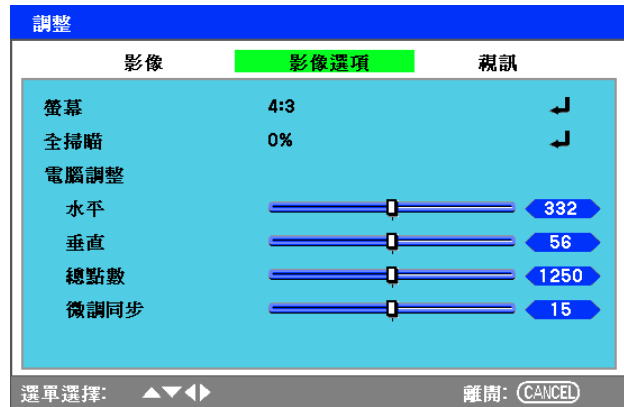 調整
影像 影像選項 視訊
螢幕 4:3
全掃瞄 0%
電腦調整
水平 332
垂直 56
總點數 1250
微調同步 15
選單選擇: 離開: CANCEL